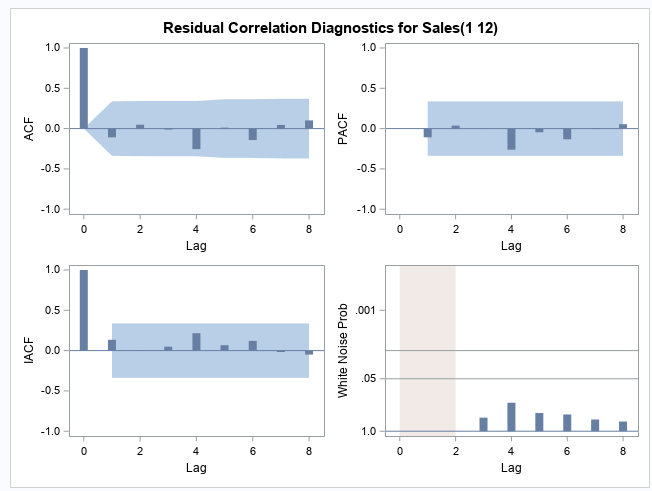 Residual Correlation Diagnostics for Sales(1 12)
1.0
0.5
0.0
-0.5
-1.0
ACF
0 2 4 6 8
Lag
1.0
0.5
0.0
-0.5
-1.0
PACF
0 2 4 6 8
Lag
1.0
0.5
0.0
-0.5
-1.0
IACF
0 2 4 6 8
Lag
.001
.05
1.0
White Noise Prob
0 2 4 6 8
Lag